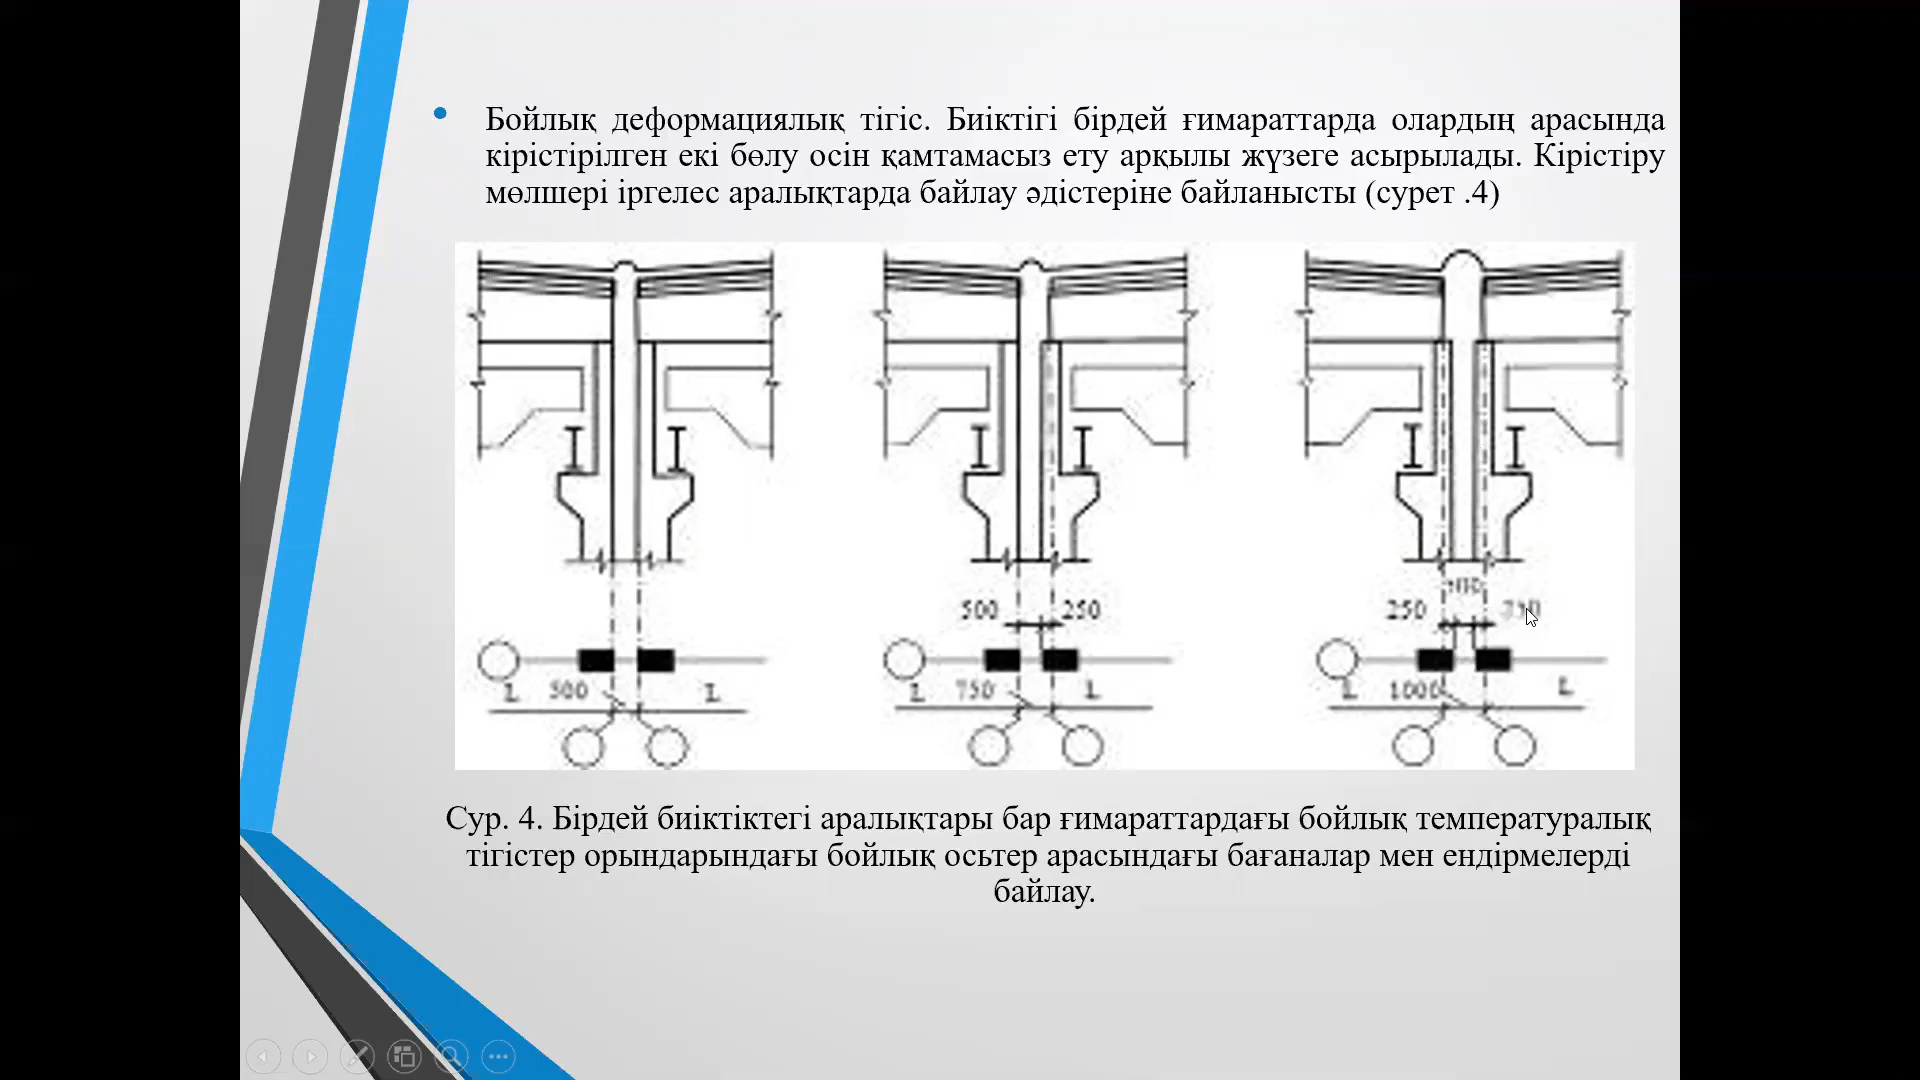 Бойлық деформациялық тігіс. Биіктігі бірдей ғимараттарда олардың арасында
кірістірілген екі бөлу осін қамтамасыз ету арқылы жүзеге асырылады. Кірістіру
мөлшері іргелес аралықтарда байлау әдістеріне байланысты (сурет .4)
500 250 250
L 500 L L 750 L L 1000 L
Сур. 4. Бірдей биіктіктегі аралықтары бар ғимараттардағы бойлық температуралық
тігістер орындарындағы бойлық осьтер арасындағы бағаналар мен ендірмелерді
байлау.